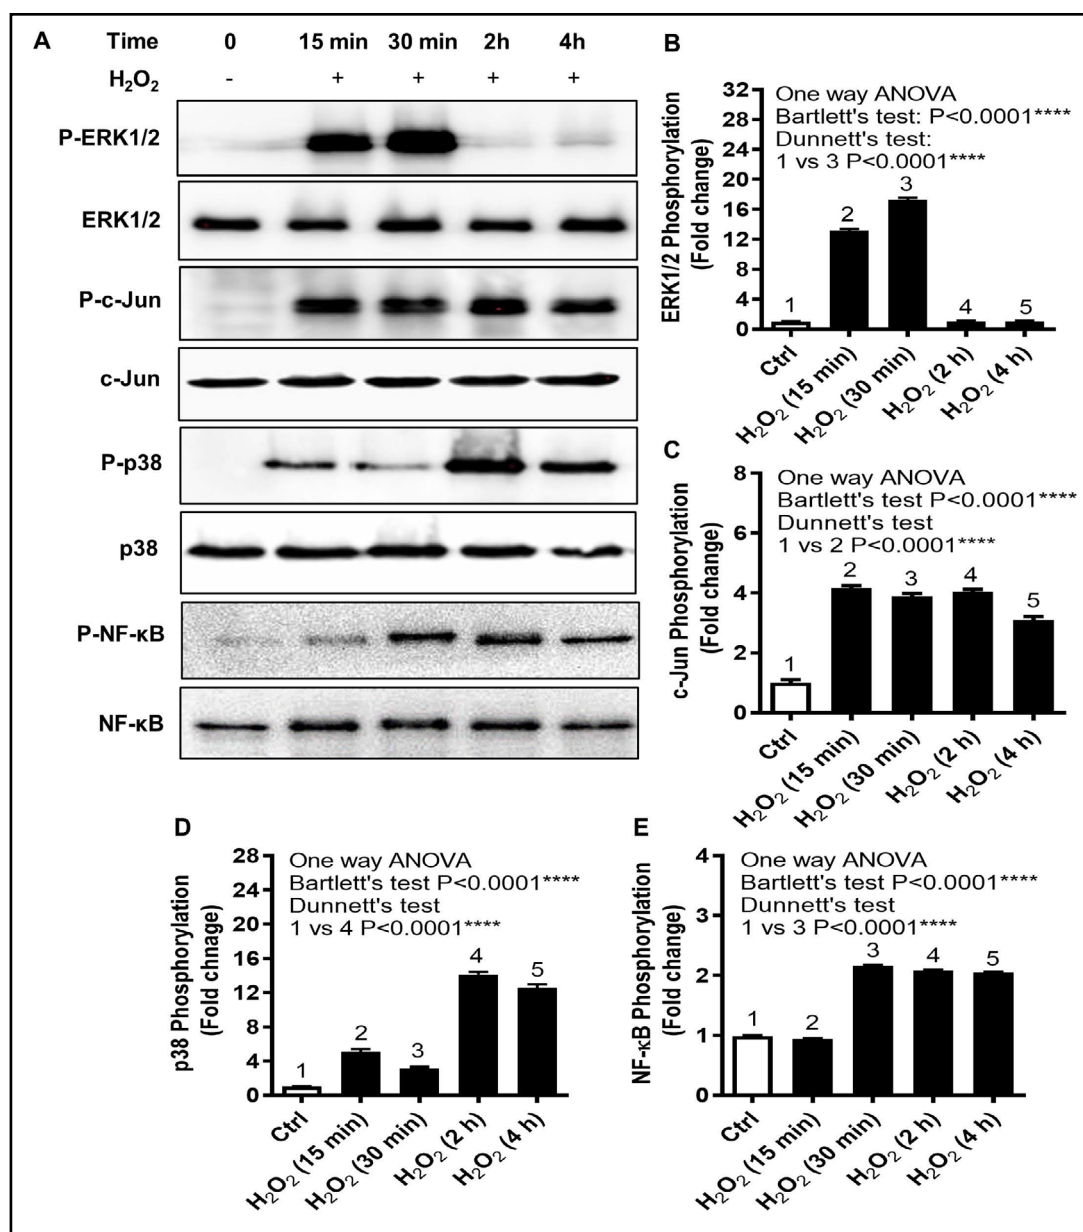 A
Time 0 15 min 30 min 2h 4h
H₂O₂ - + + + +
P-ERK1/2
ERK1/2
P-c-Jun
c-Jun
P-p38
p38
P-NF-κB
NF-κB
B
ERK1/2 Phosphorylation
(Fold change)
32
28
24
20
16
12
8
4
0
One way ANOVA
Bartlett's test: P<0.0001****
Dunnett's test:
1 vs 3 P<0.0001****
1
2
3
4
5
Ctrl
H₂O₂ (15 min)
H₂O₂ (30 min)
H₂O₂ (2 h)
H₂O₂ (4 h)
C
c-Jun Phosphorylation
(Fold change)
8
6
4
2
0
One way ANOVA
Bartlett's test P<0.0001****
Dunnett's test
1 vs 2 P<0.0001****
1
2
3
4
5
Ctrl
H₂O₂ (15 min)
H₂O₂ (30 min)
H₂O₂ (2 h)
H₂O₂ (4 h)
D
p38 Phosphorylation
(Fold chnage)
28
24
20
16
12
8
4
0
One way ANOVA
Bartlett's test P<0.0001****
Dunnett's test
1 vs 4 P<0.0001****
1
2
3
4
5
Ctrl
H₂O₂ (15 min)
H₂O₂ (30 min)
H₂O₂ (2 h)
H₂O₂ (4 h)
E
NF-κB Phosphorylation
(Fold change)
4
3
2
1
0
One way ANOVA
Bartlett's test P<0.0001****
Dunnett's test
1 vs 3 P<0.0001****
1
2
3
4
5
Ctrl
H₂O₂ (15 min)
H₂O₂ (30 min)
H₂O₂ (2 h)
H₂O₂ (4 h)